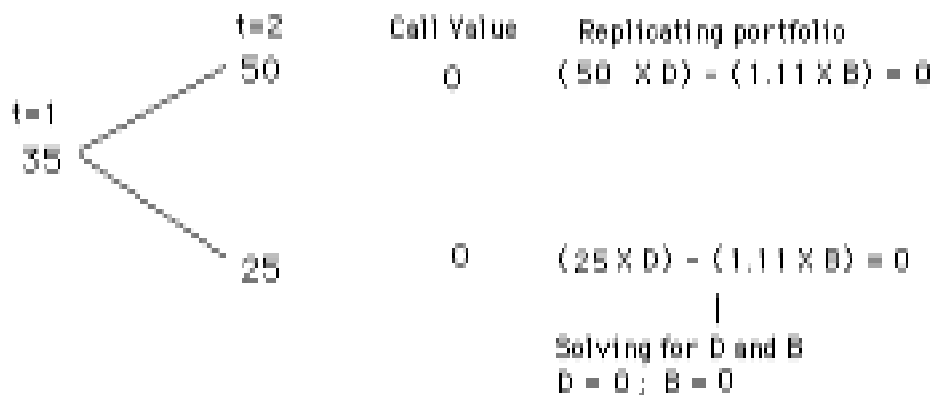 t=2 Call Value Replicating portfolio
50 0 (50 X D) - (1.11 X B) = 0
t=1
35
25 0 (25 X D) - (1.11 X B) = 0
Solving for D and B
D = 0; B = 0